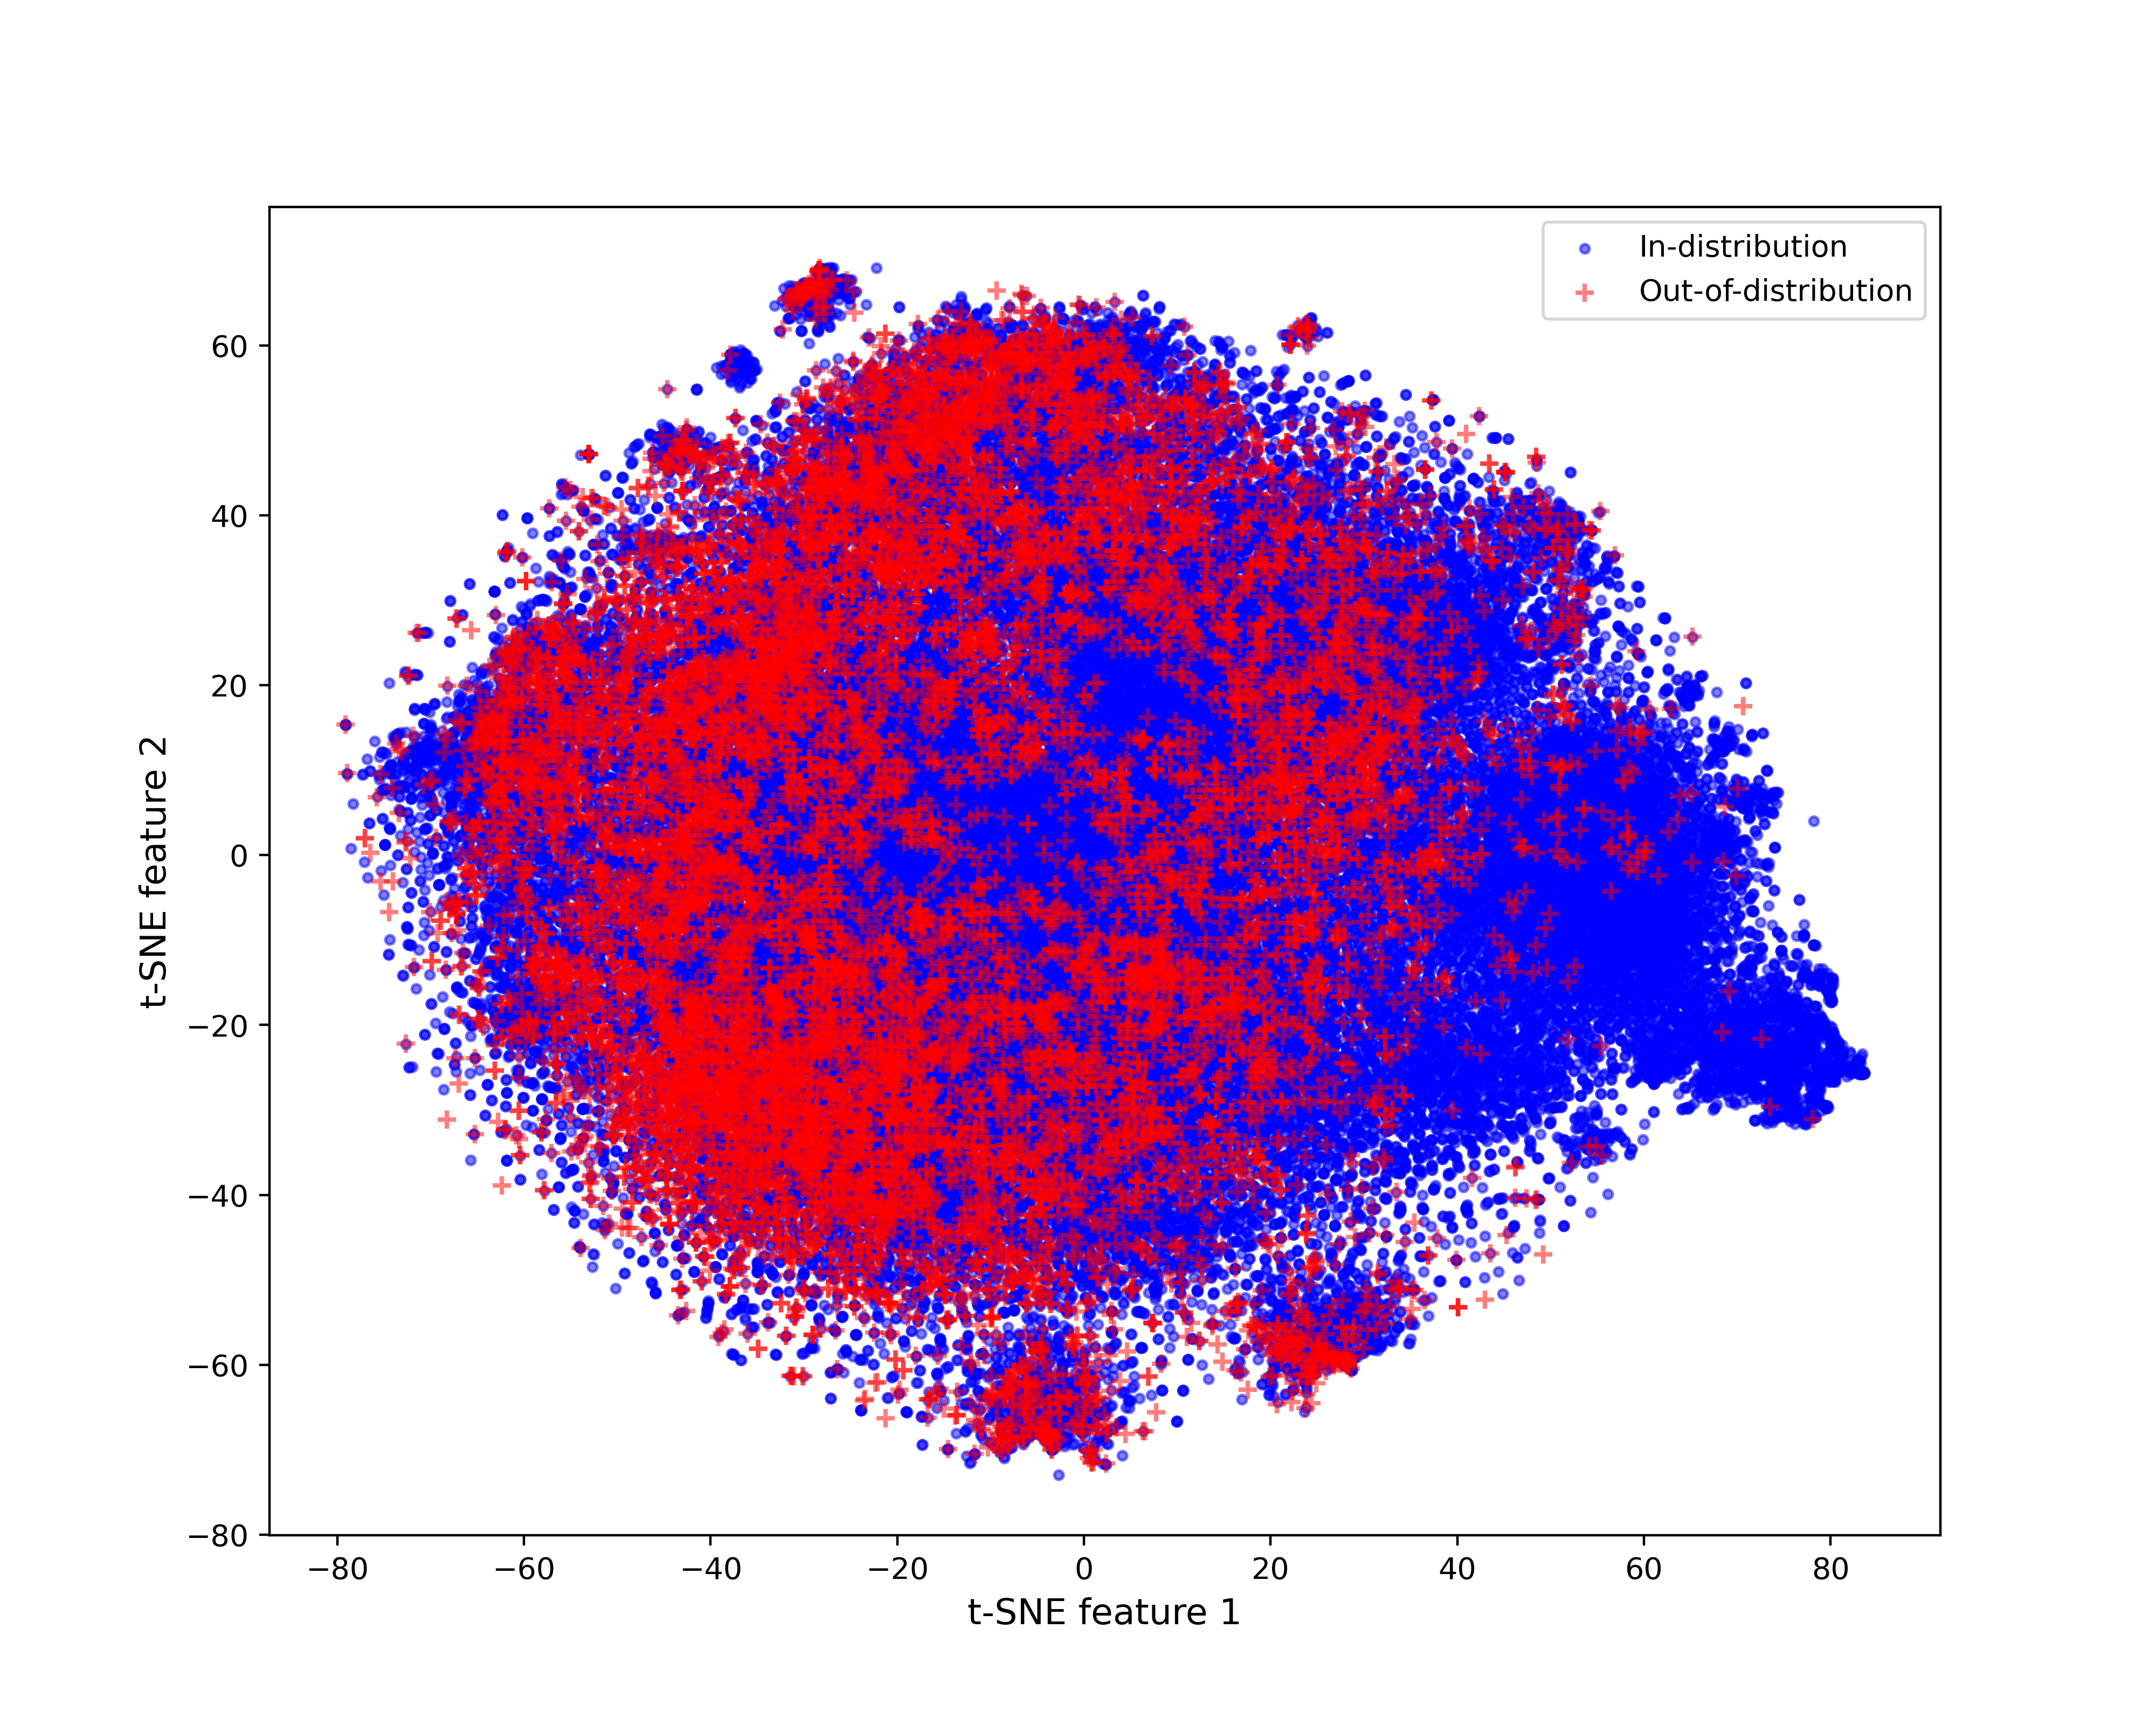 In-distribution
Out-of-distribution
60
40
20
0
−20
−40
−60
−80
t-SNE feature 2
−80 −60 −40 −20 0 20 40 60 80
t-SNE feature 1